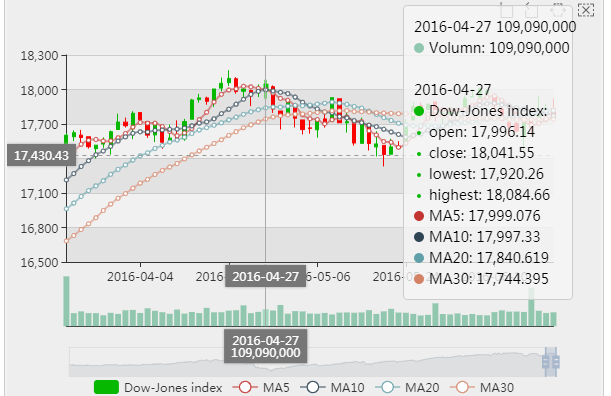 2016-04-27 109,090,000
Volumn: 109,090,000
2016-04-27
Dow-Jones index:
open: 17,996.14
close: 18,041.55
lowest: 17,920.26
highest: 18,084.66
MA5: 17,999.076
MA10: 17,997.33
MA20: 17,840.619
MA30: 17,744.395
18,300
18,000
17,700
17,430.43
17,100
16,800
16,500
2016-04-04
2016-04-27
2016-05-06
2016-04-27
109,090,000
Dow-Jones index
MA5
MA10
MA20
MA30